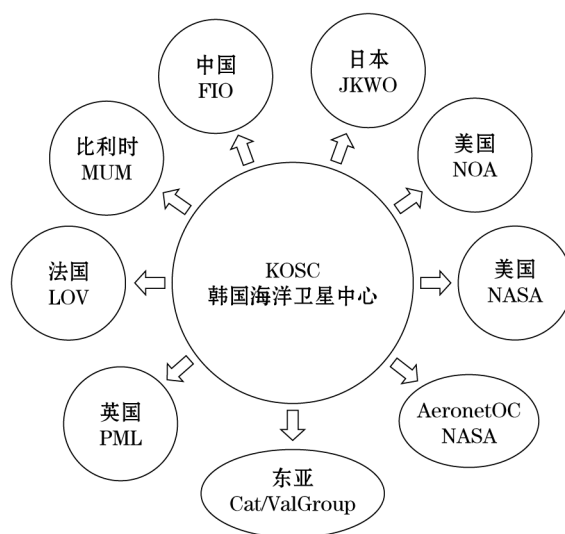 中国
FIO
日本
JKWO
比利时
MUM
美国
NOA
KOSC
韩国海洋卫星中心
法国
LOV
美国
NASA
英国
PML
AeronetOC
NASA
东亚
Cat/ValGroup